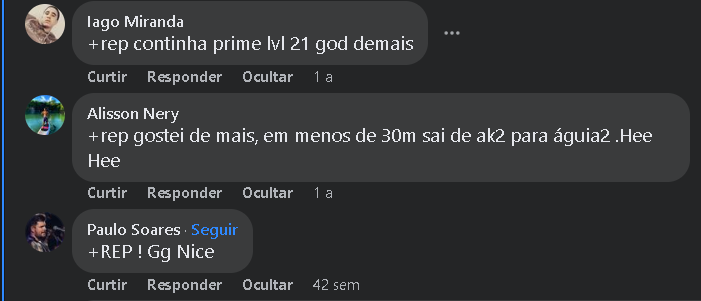 Iago Miranda
+rep continha prime lvl 21 god demais
Curtir Responder Ocultar 1 a
Alisson Nery
+rep gostei de mais, em menos de 30m sai de ak2 para águia2 .Hee
Hee
Curtir Responder Ocultar 1 a
Paulo Soares · Seguir
+REP ! Gg Nice
Curtir Responder Ocultar 42 sem